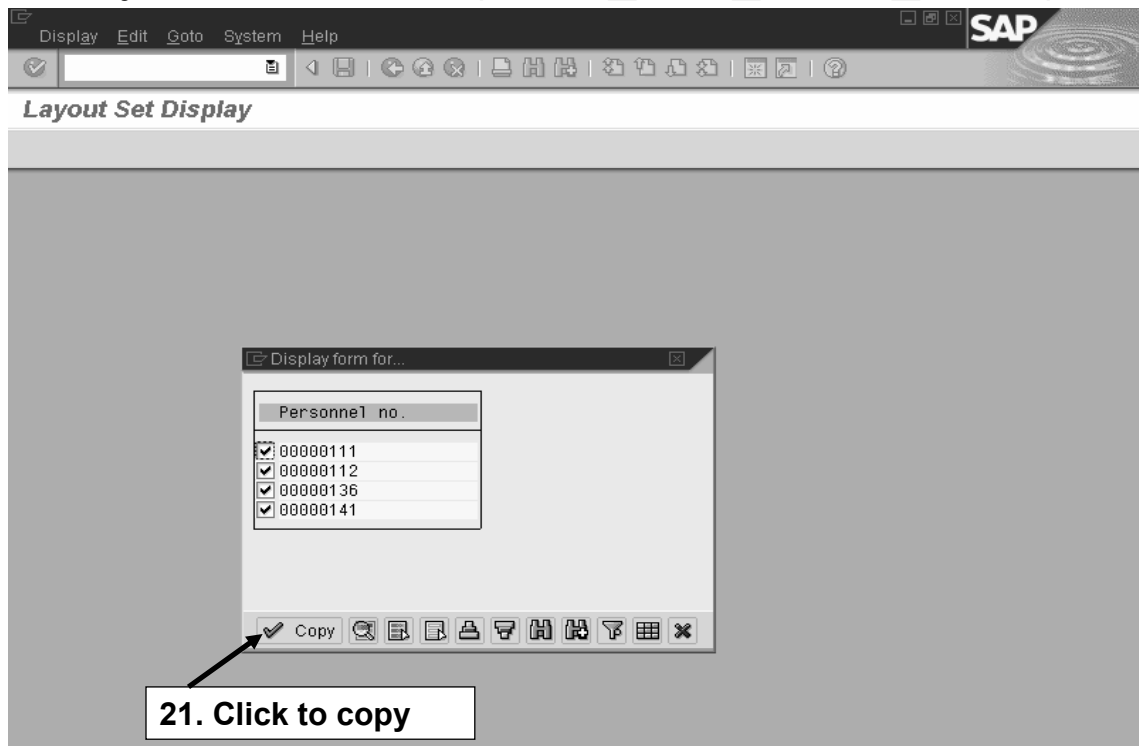 Display Edit Goto System Help
SAP
Layout Set Display
Display form for...
Personnel no.
00000111
00000112
00000136
00000141
Copy
21. Click to copy